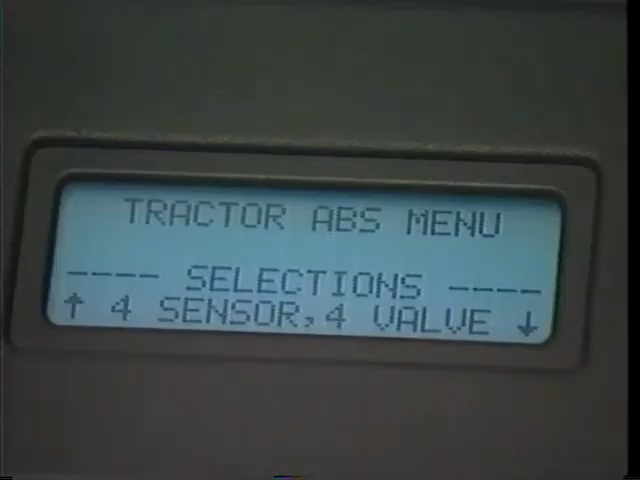 TRACTOR ABS MENU
---- SELECTIONS ----
↑ 4 SENSOR,4 VALVE ↓